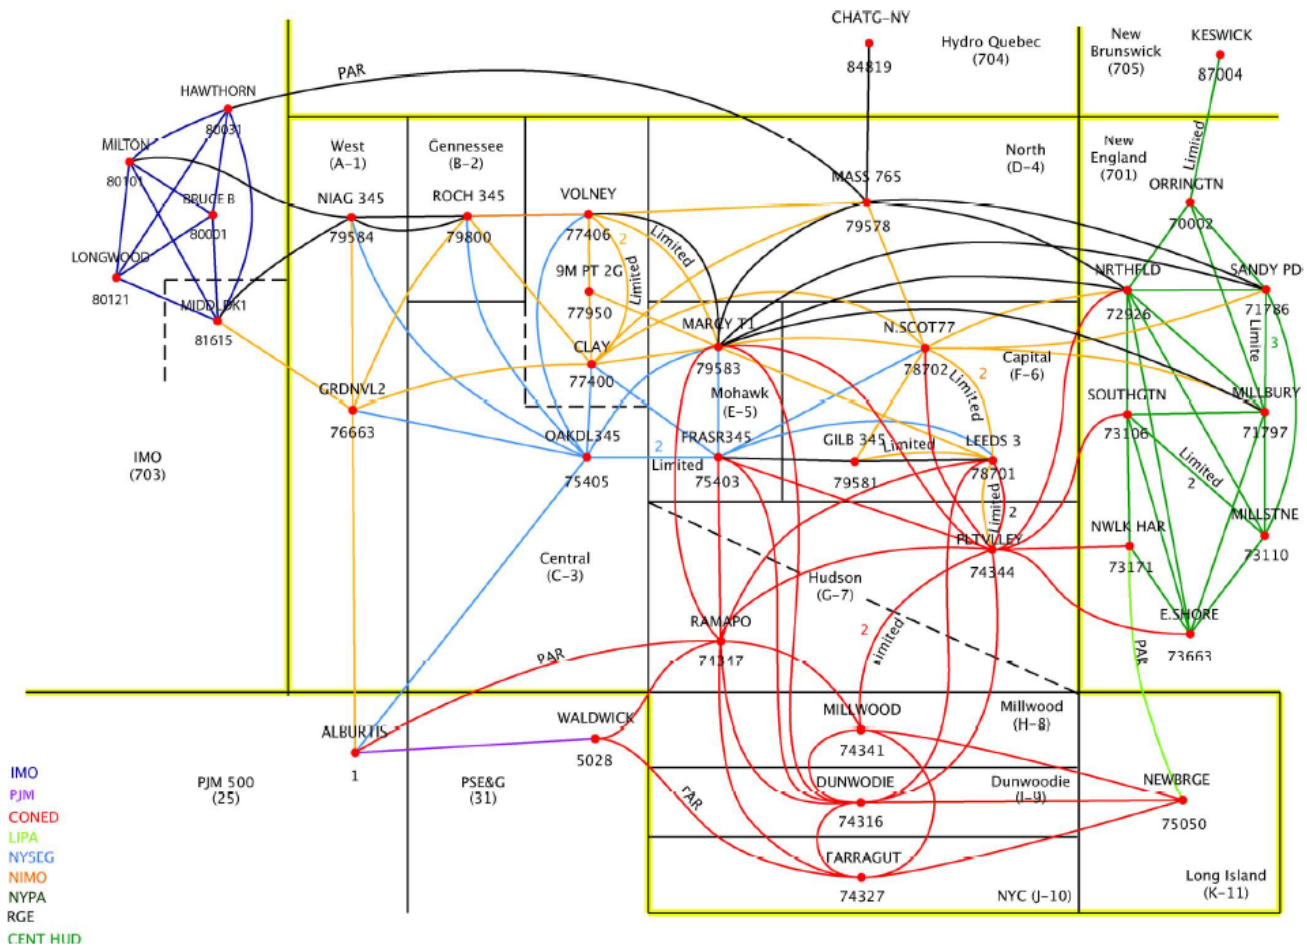 CHATG-NY
84819
Hydro Quebec
(704)
New
Brunswick
(705)
KESWICK
87004
PAR
HAWTHORN
80031
MILTON
80101
BRUCE B
80001
LONGWOOD
80121
MIDDLBK1
81615
West
(A-1)
Gennessee
(B-2)
North
(D-4)
New
England
(701)
Limited
NIAG 345
79584
ROCH 345
79800
VOLNEY
77406
2
Limited
Limited
MASS 765
79578
ORRINGTN
70002
9M PT 2G
77950
NRTHFLD
72926
SANDY PD
71786
Limite
3
CLAY
77400
MARCY T1
79583
N.SCOT77
78702
Capital
(F-6)
2
Limited
Mohawk
(E-5)
GRDNVL2
76663
SOUTHGTN
73106
MILLBURY
71797
IMO
(703)
OAKDL345
75405
2
Limited
FRASR345
75403
GILB 345
79581
Limited
LEEDS 3
78701
Limited
2
Limited
2
MILLSTNE
73110
NWLK HAR
73171
PLTVLLEY
74344
Central
(C-3)
Hudson
(G-7)
RAMAPO
71317
2
Limited
E.SHORE
73663
PAR
PAR
ALBURTIS
1
WALDWICK
5028
MILLWOOD
74341
Millwood
(H-8)
PAR
DUNWODIE
74316
Dunwoodie
(I-9)
NEWBRGE
75050
PJM 500
(25)
PSE&G
(31)
FARRAGUT
74327
NYC (J-10)
Long Island
(K-11)
IMO
PJM
CONED
LIPA
NYSEG
NIMO
NYPA
RGE
CENT HUD